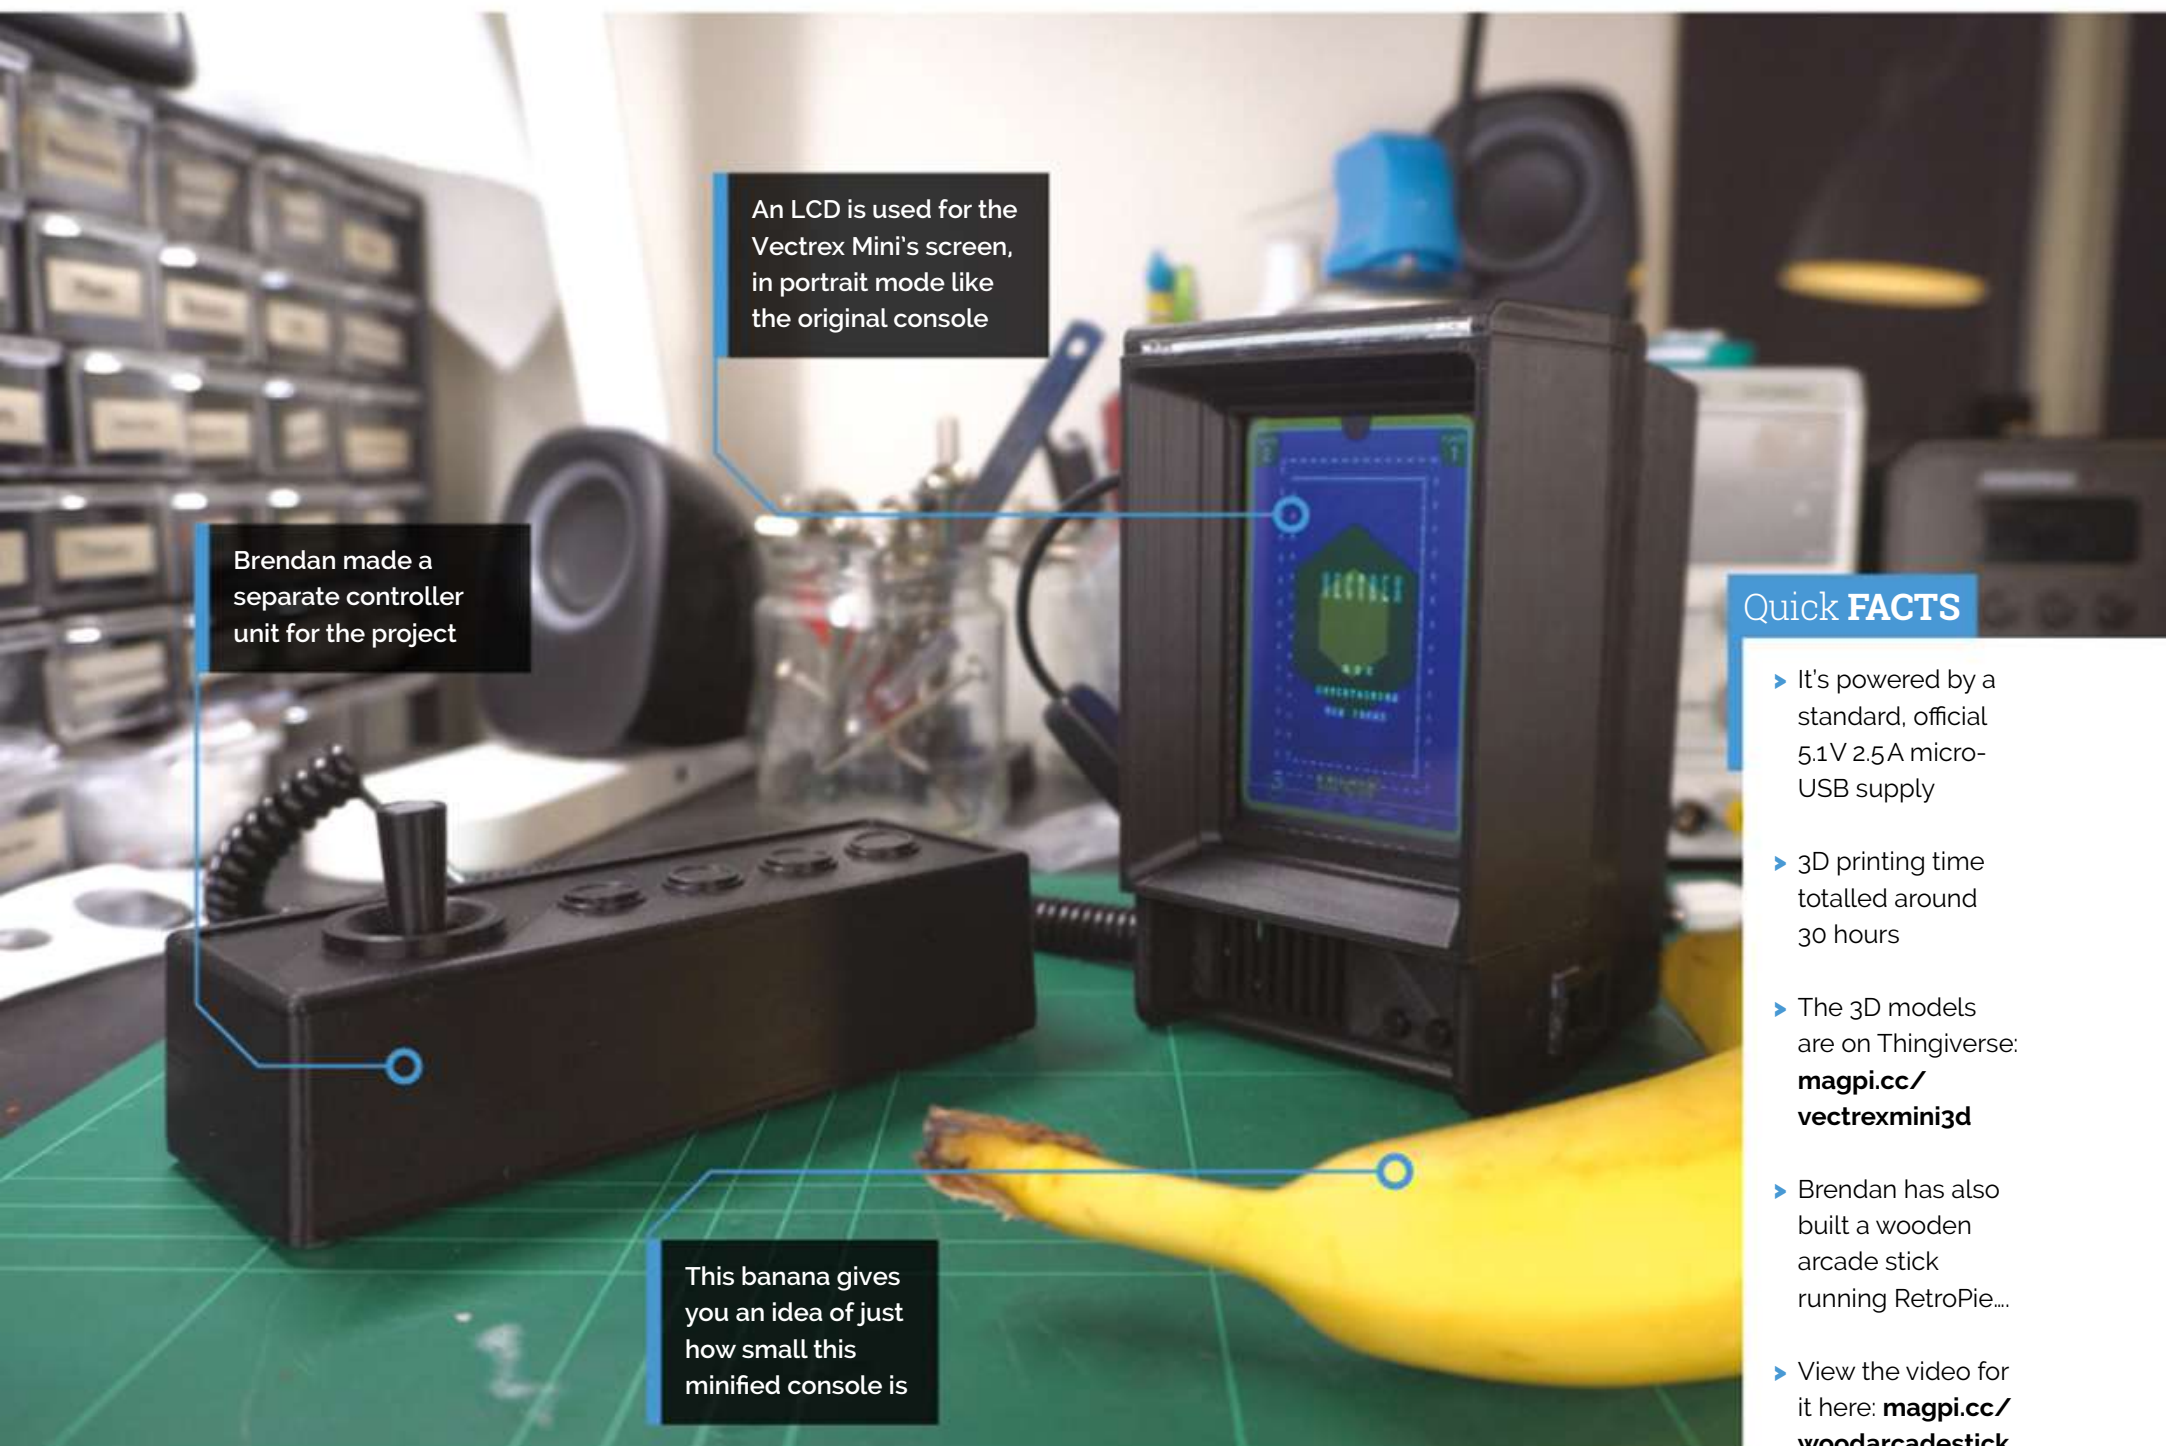 An LCD is used for the
Vectrex Mini's screen,
in portrait mode like
the original console
Brendan made a
separate controller
unit for the project
This banana gives
you an idea of just
how small this
minified console is
Quick FACTS
> It's powered by a
standard, official
5.1V 2.5A micro-
USB supply
> 3D printing time
totalled around
30 hours
> The 3D models
are on Thingiverse:
magpi.cc/
vectrexmini3d
> Brendan has also
built a wooden
arcade stick
running RetroPie....
> View the video for
it here: magpi.cc/
woodarcadestick